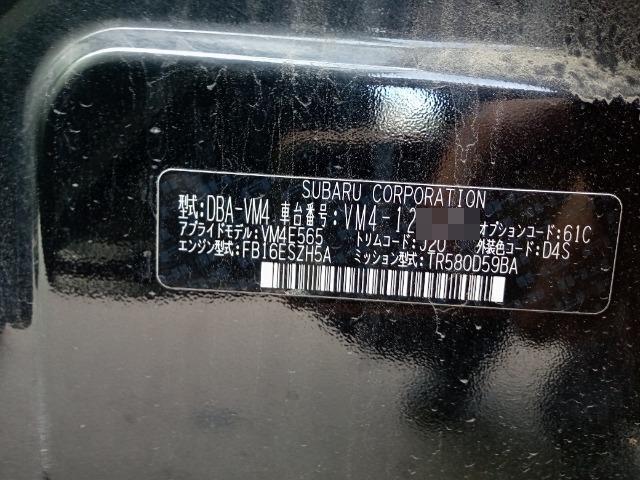 SUBARU CORPORATION
型式:DBA-VM4 車台番号:VM4-12 オプションコード:61C
アプライドモデル:VM4F565 トリムコード:J20 外装色コード:D4S
エンジン型式:FB16ESZH5A ミッション型式:TR580D59BA